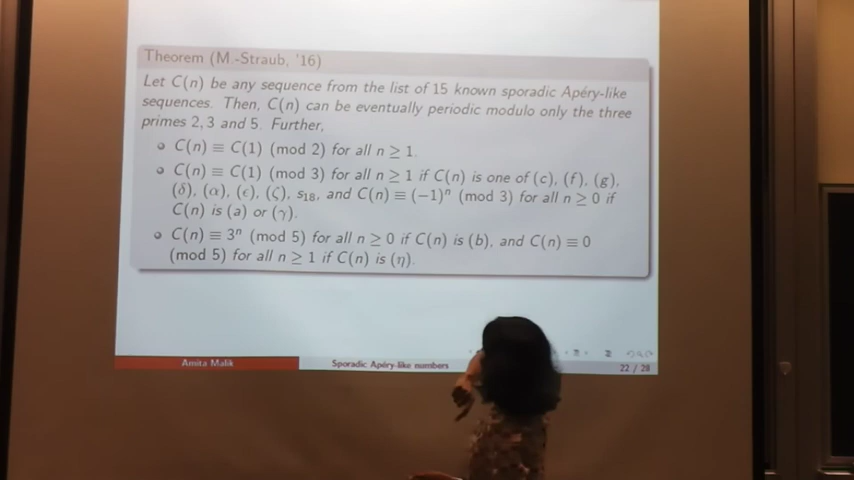 Theorem (M.-Straub, '16)
Let C(n) be any sequence from the list of 15 known sporadic Apéry-like
sequences. Then, C(n) can be eventually periodic modulo only the three
primes 2, 3 and 5. Further,
C(n) ≡ C(1) (mod 2) for all n ≥ 1.
C(n) ≡ C(1) (mod 3) for all n ≥ 1 if C(n) is one of (c), (f), (g),
(δ), (α), (ϵ), (ζ), s₁₈, and C(n) ≡ (−1)ⁿ (mod 3) for all n ≥ 0 if
C(n) is (a) or (γ).
C(n) ≡ 3ⁿ (mod 5) for all n ≥ 0 if C(n) is (b), and C(n) ≡ 0
(mod 5) for all n ≥ 1 if C(n) is (η).
Amita Malik
Sporadic Apéry-like numbers
22 / 28